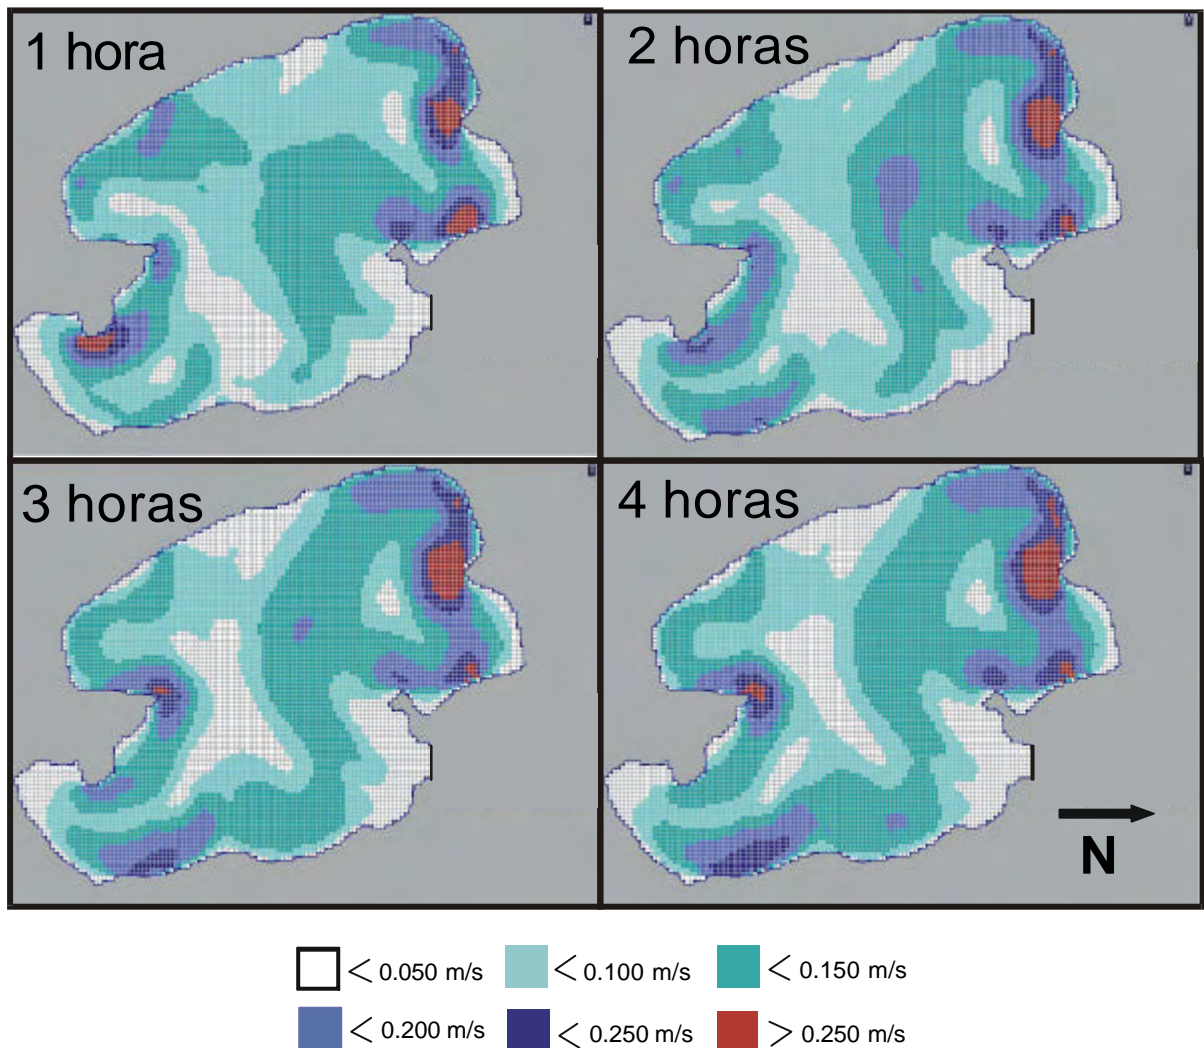 1 hora
2 horas
3 horas
4 horas
N
< 0.050 m/s
< 0.100 m/s
< 0.150 m/s
< 0.200 m/s
< 0.250 m/s
> 0.250 m/s